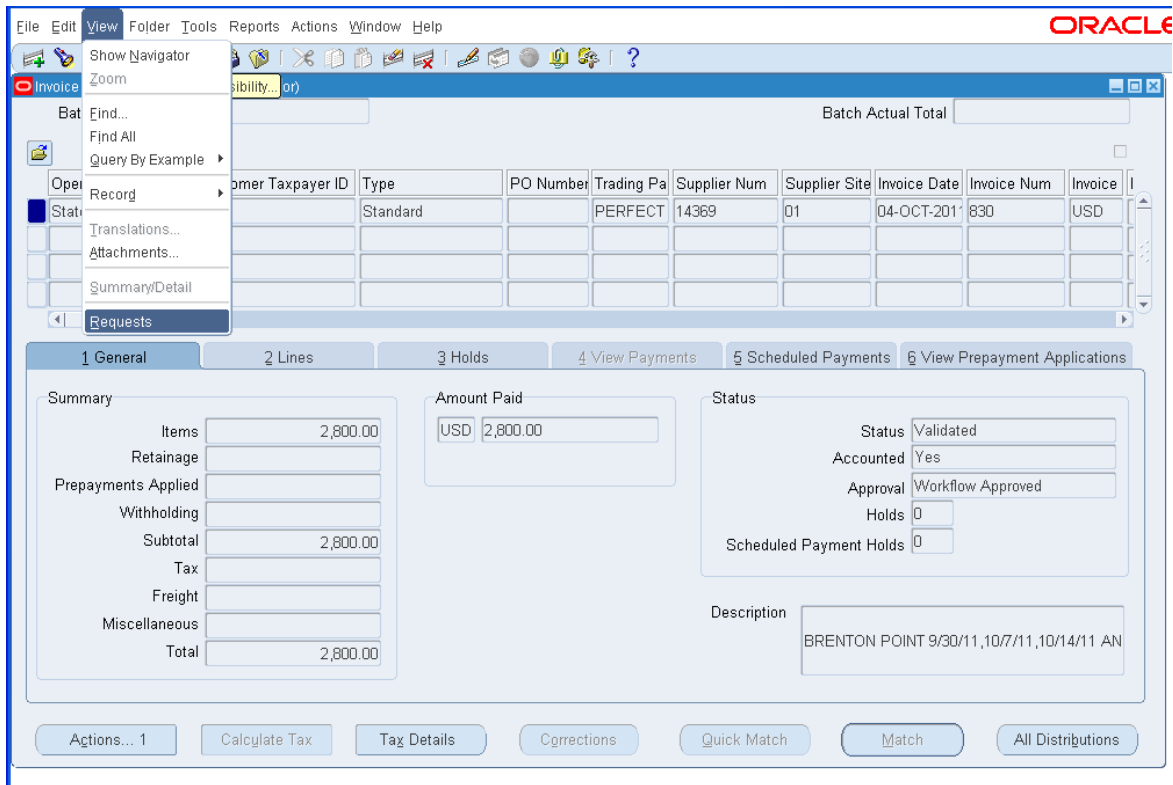 File Edit View Folder Tools Reports Actions Window Help
ORACLE
Show Navigator
Zoom
Find...
Find All
Query By Example
Record
Translations...
Attachments...
Summary/Detail
Requests
Invoice sibility... or)
Bat Batch Actual Total
Oper omer Taxpayer ID Type PO Number Trading Pa Supplier Num Supplier Site Invoice Date Invoice Num Invoice
State Standard PERFECT 14369 01 04-OCT-201 830 USD
1 General 2 Lines 3 Holds 4 View Payments 5 Scheduled Payments 6 View Prepayment Applications
Summary Amount Paid Status
Items 2,800.00 USD 2,800.00 Status Validated
Retainage Accounted Yes
Prepayments Applied Approval Workflow Approved
Withholding Holds 0
Subtotal 2,800.00 Scheduled Payment Holds 0
Tax
Freight
Miscellaneous Description
Total 2,800.00 BRENTON POINT 9/30/11,10/7/11,10/14/11 AN
Actions... 1 Calculate Tax Tax Details Corrections Quick Match Match All Distributions